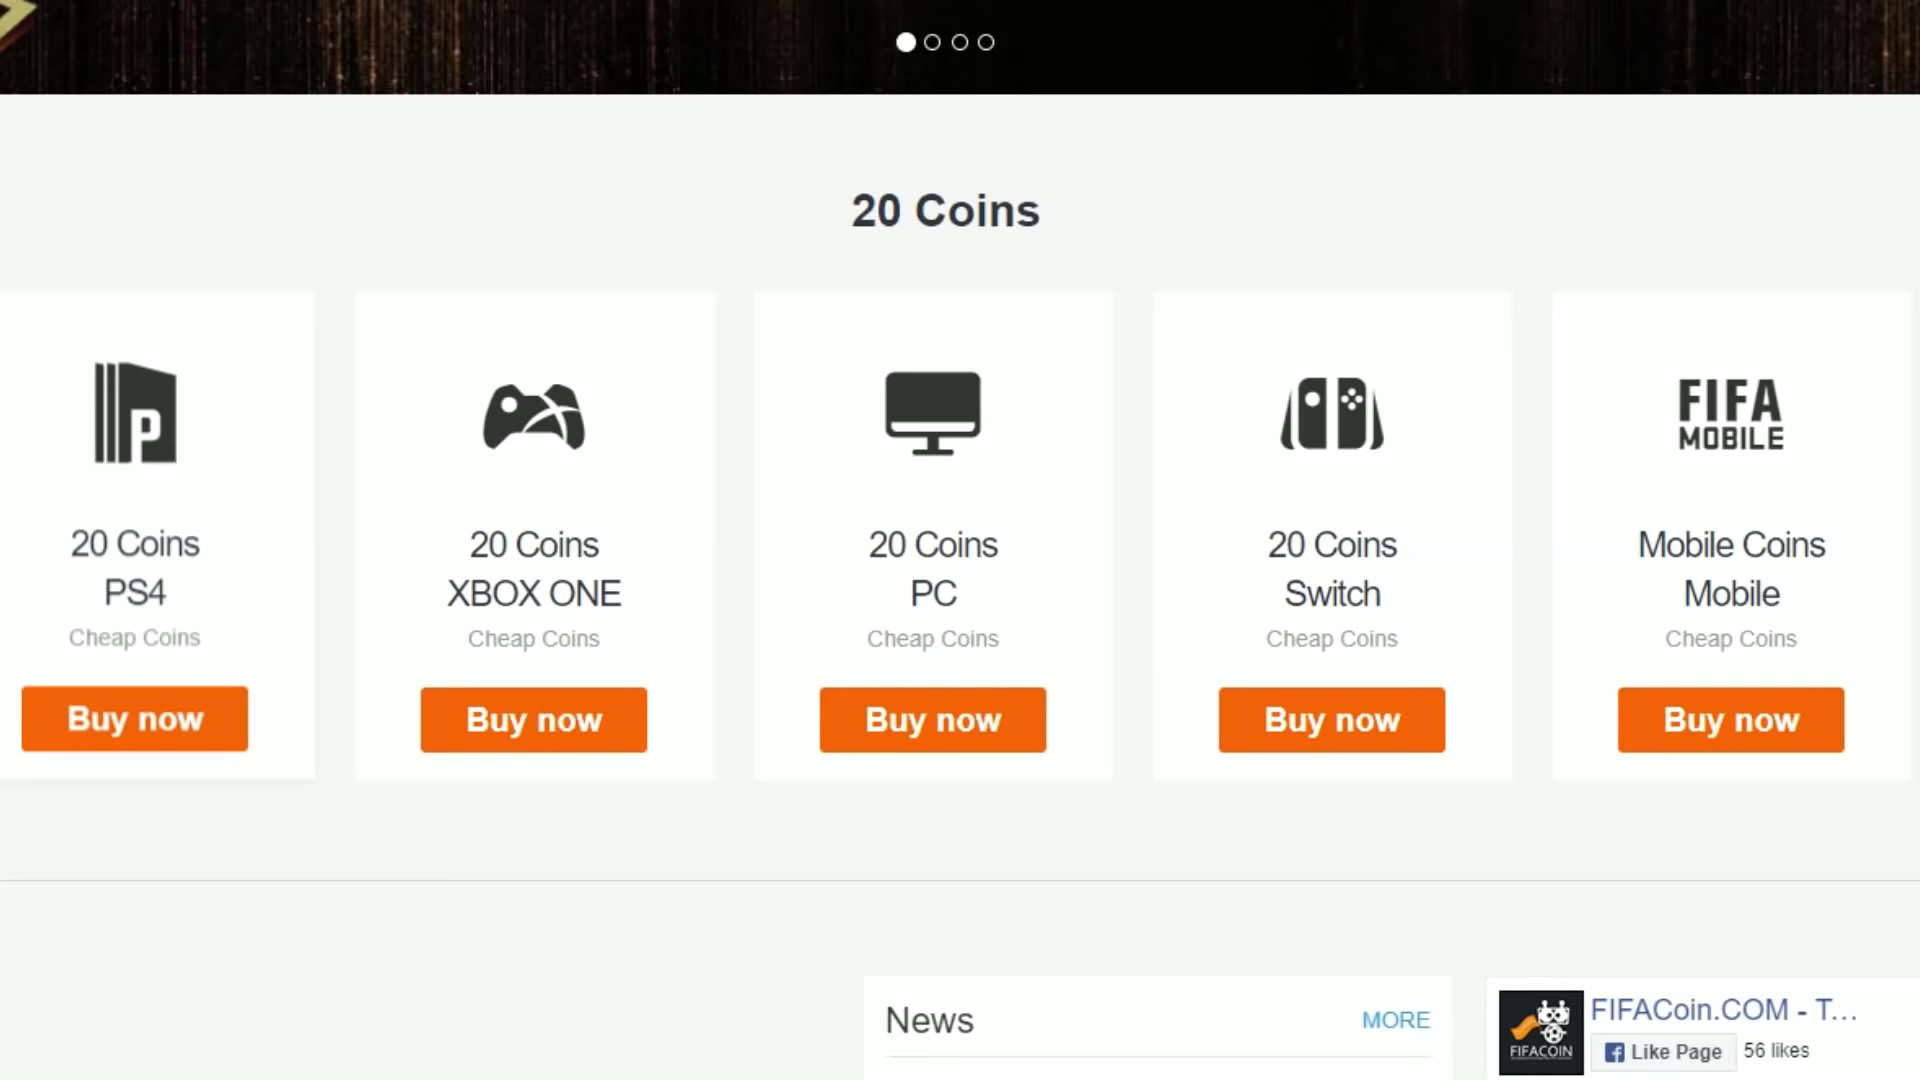 20 Coins
P
FIFA
MOBILE
20 Coins
PS4
Cheap Coins
Buy now
20 Coins
XBOX ONE
Cheap Coins
Buy now
20 Coins
PC
Cheap Coins
Buy now
20 Coins
Switch
Cheap Coins
Buy now
Mobile Coins
Mobile
Cheap Coins
Buy now
News
MORE
FIFACOIN
FIFACoin.COM - T...
Like Page
56 likes